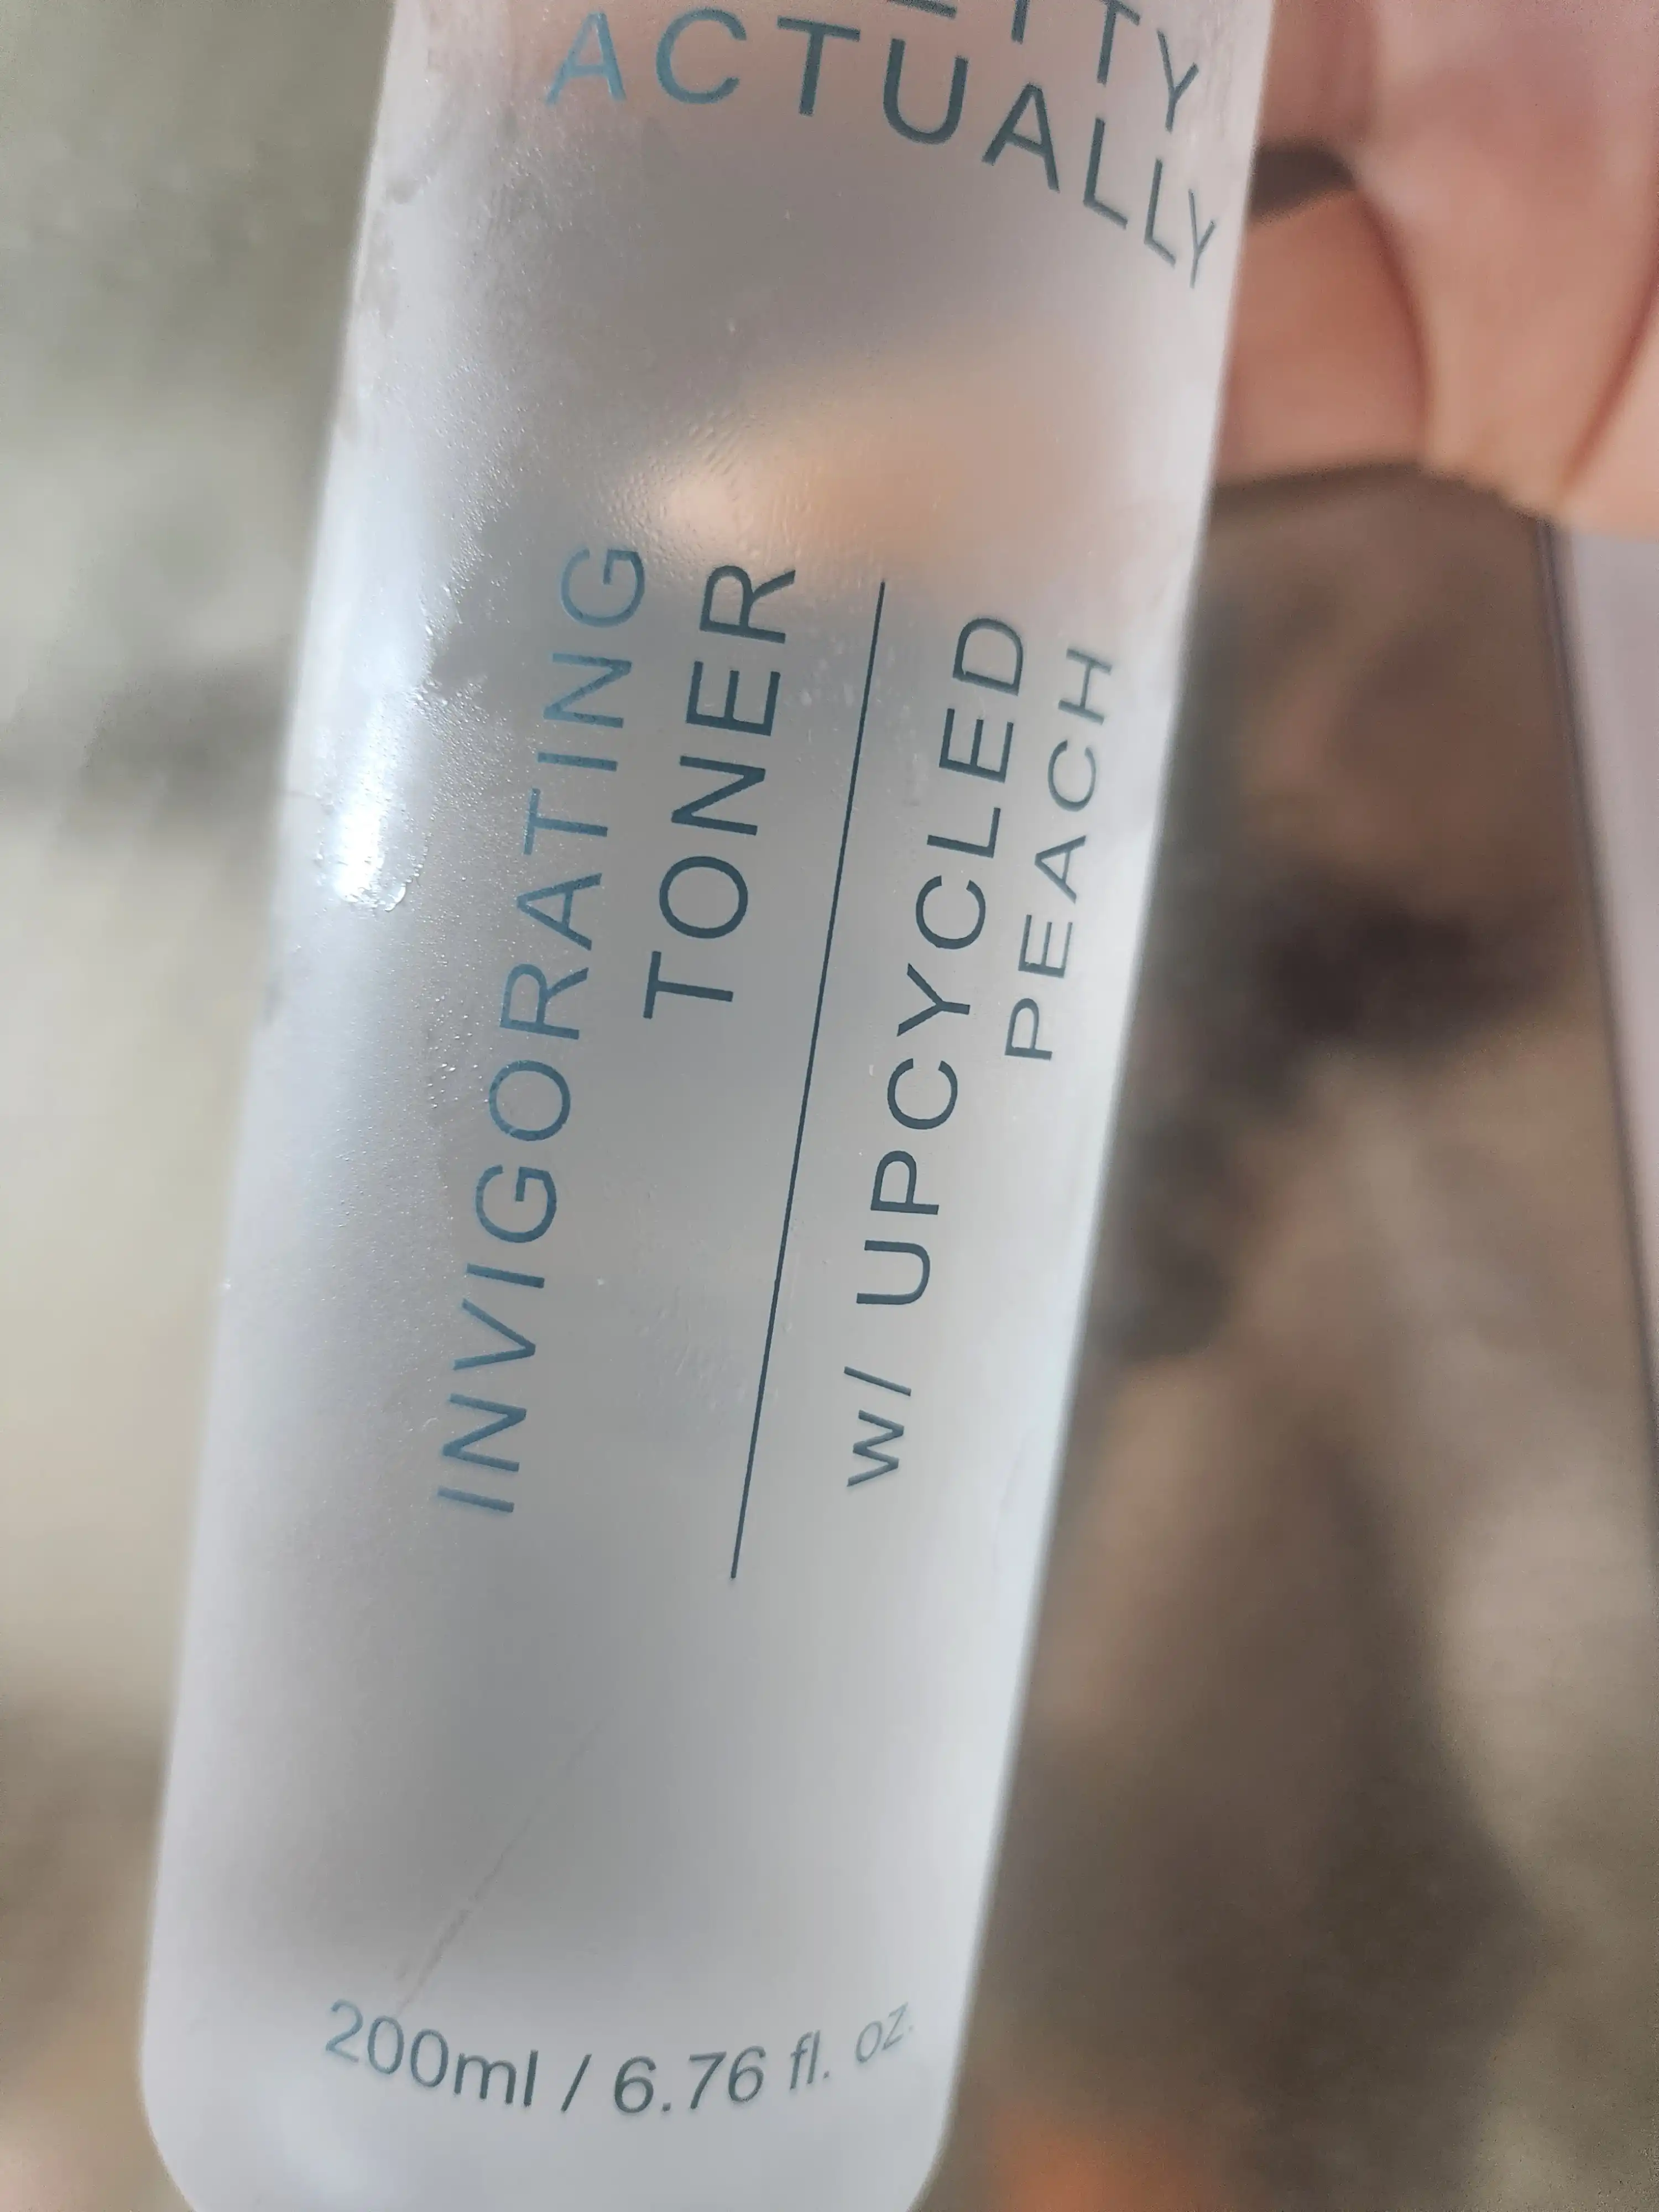 ACTUALLY
INVIGORATING
TONER
w/ UPCYCLED
PEACH
200ml / 6.76 fl. oz.